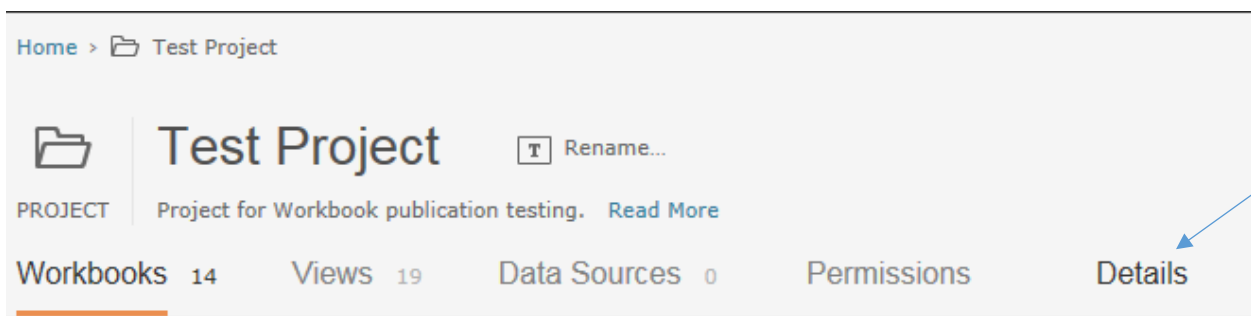 Home > Test Project
Test Project T Rename...
PROJECT Project for Workbook publication testing. Read More
Workbooks 14 Views 19 Data Sources 0 Permissions Details